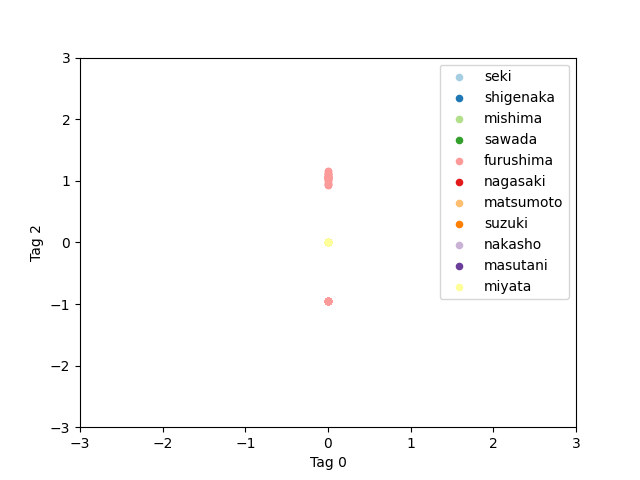 3
2
1
0
−1
−2
−3
Tag 2
−3
−2
−1
0
1
2
3
Tag 0
seki
shigenaka
mishima
sawada
furushima
nagasaki
matsumoto
suzuki
nakasho
masutani
miyata